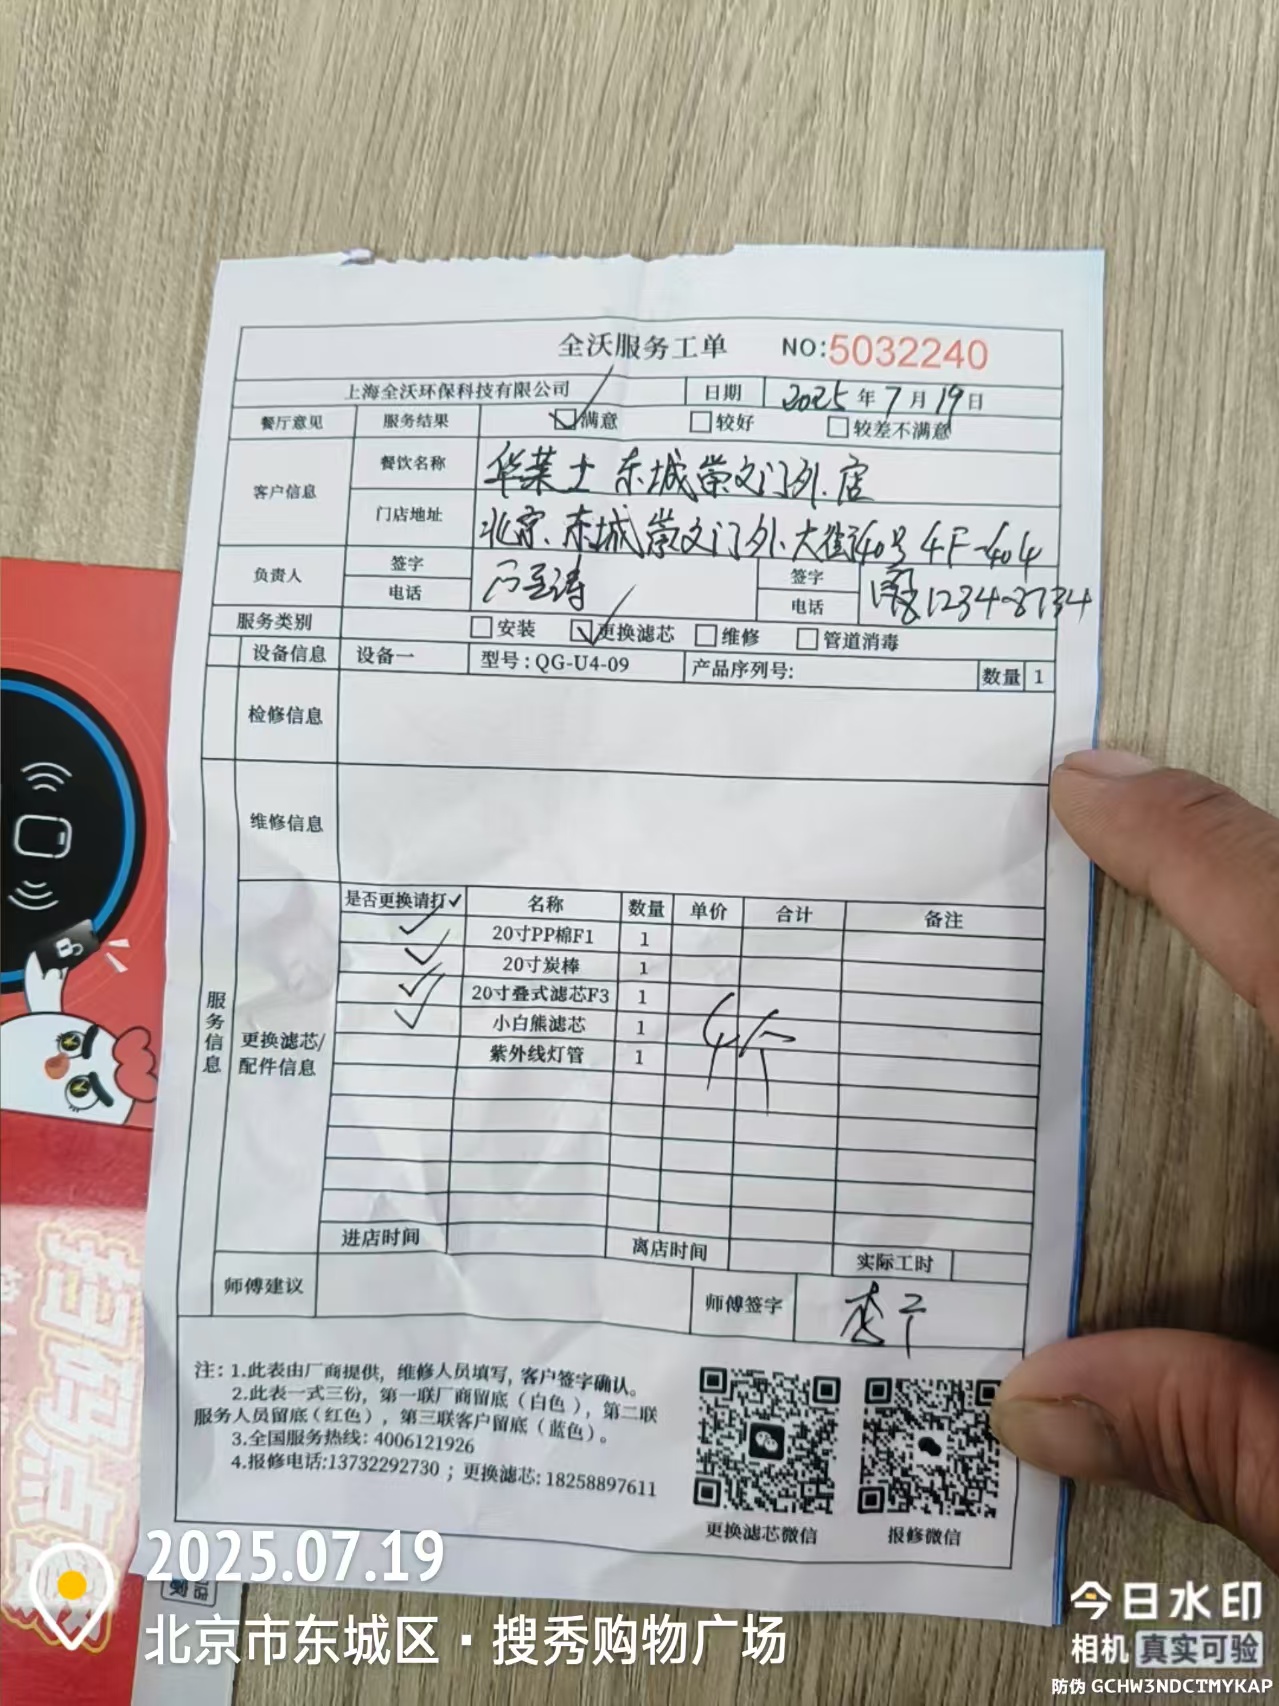 全沃服务工单 NO:5032240
上海全沃环保科技有限公司 日期 2025年7月19日
餐厅意见 服务结果 满意 较好 较差不满意
客户信息 餐饮名称 华莱士 东城崇文门外店
门店地址 北京、东城崇文门外大街40号 4F-404
负责人 签字 签字
电话 电话
服务类别 安装 更换滤芯 维修 管道消毒
设备信息 设备一 型号:QG-U4-09 产品序列号: 数量 1
检修信息
维修信息
服务信息
更换滤芯/配件信息
是否更换请打✓ 名称 数量 单价 合计 备注
✓ 20寸PP棉F1 1
✓ 20寸炭棒 1
✓ 20寸叠式滤芯F3 1
✓ 小白熊滤芯 1
紫外线灯管 1
进店时间 离店时间 实际工时
师傅建议 师傅签字
注: 1.此表由厂商提供, 维修人员填写, 客户签字确认。
2.此表一式三份, 第一联厂商留底 (白色), 第二联
服务人员留底 (红色), 第三联客户留底 (蓝色)。
3.全国服务热线: 4006121926
4.报修电话:13732292730 ; 更换滤芯: 18258897611
更换滤芯微信 报修微信
扫码点
2025.07.19
北京市东城区·搜秀购物广场
今日水印
相机 真实可验
防伪 GCHW3NDCTMYKAP